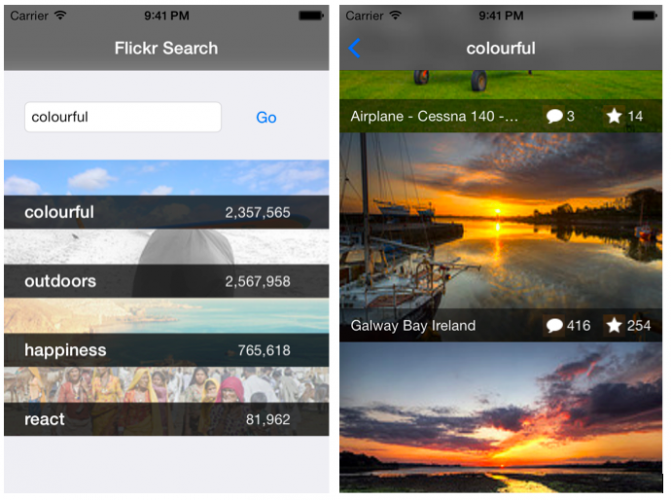 Carrier 9:41 PM
Flickr Search
colourful Go
colourful 2,357,565
outdoors 2,567,958
happiness 765,618
react 81,962
Carrier 9:41 PM
colourful
Airplane - Cessna 140 -... 3 14
Galway Bay Ireland 416 254